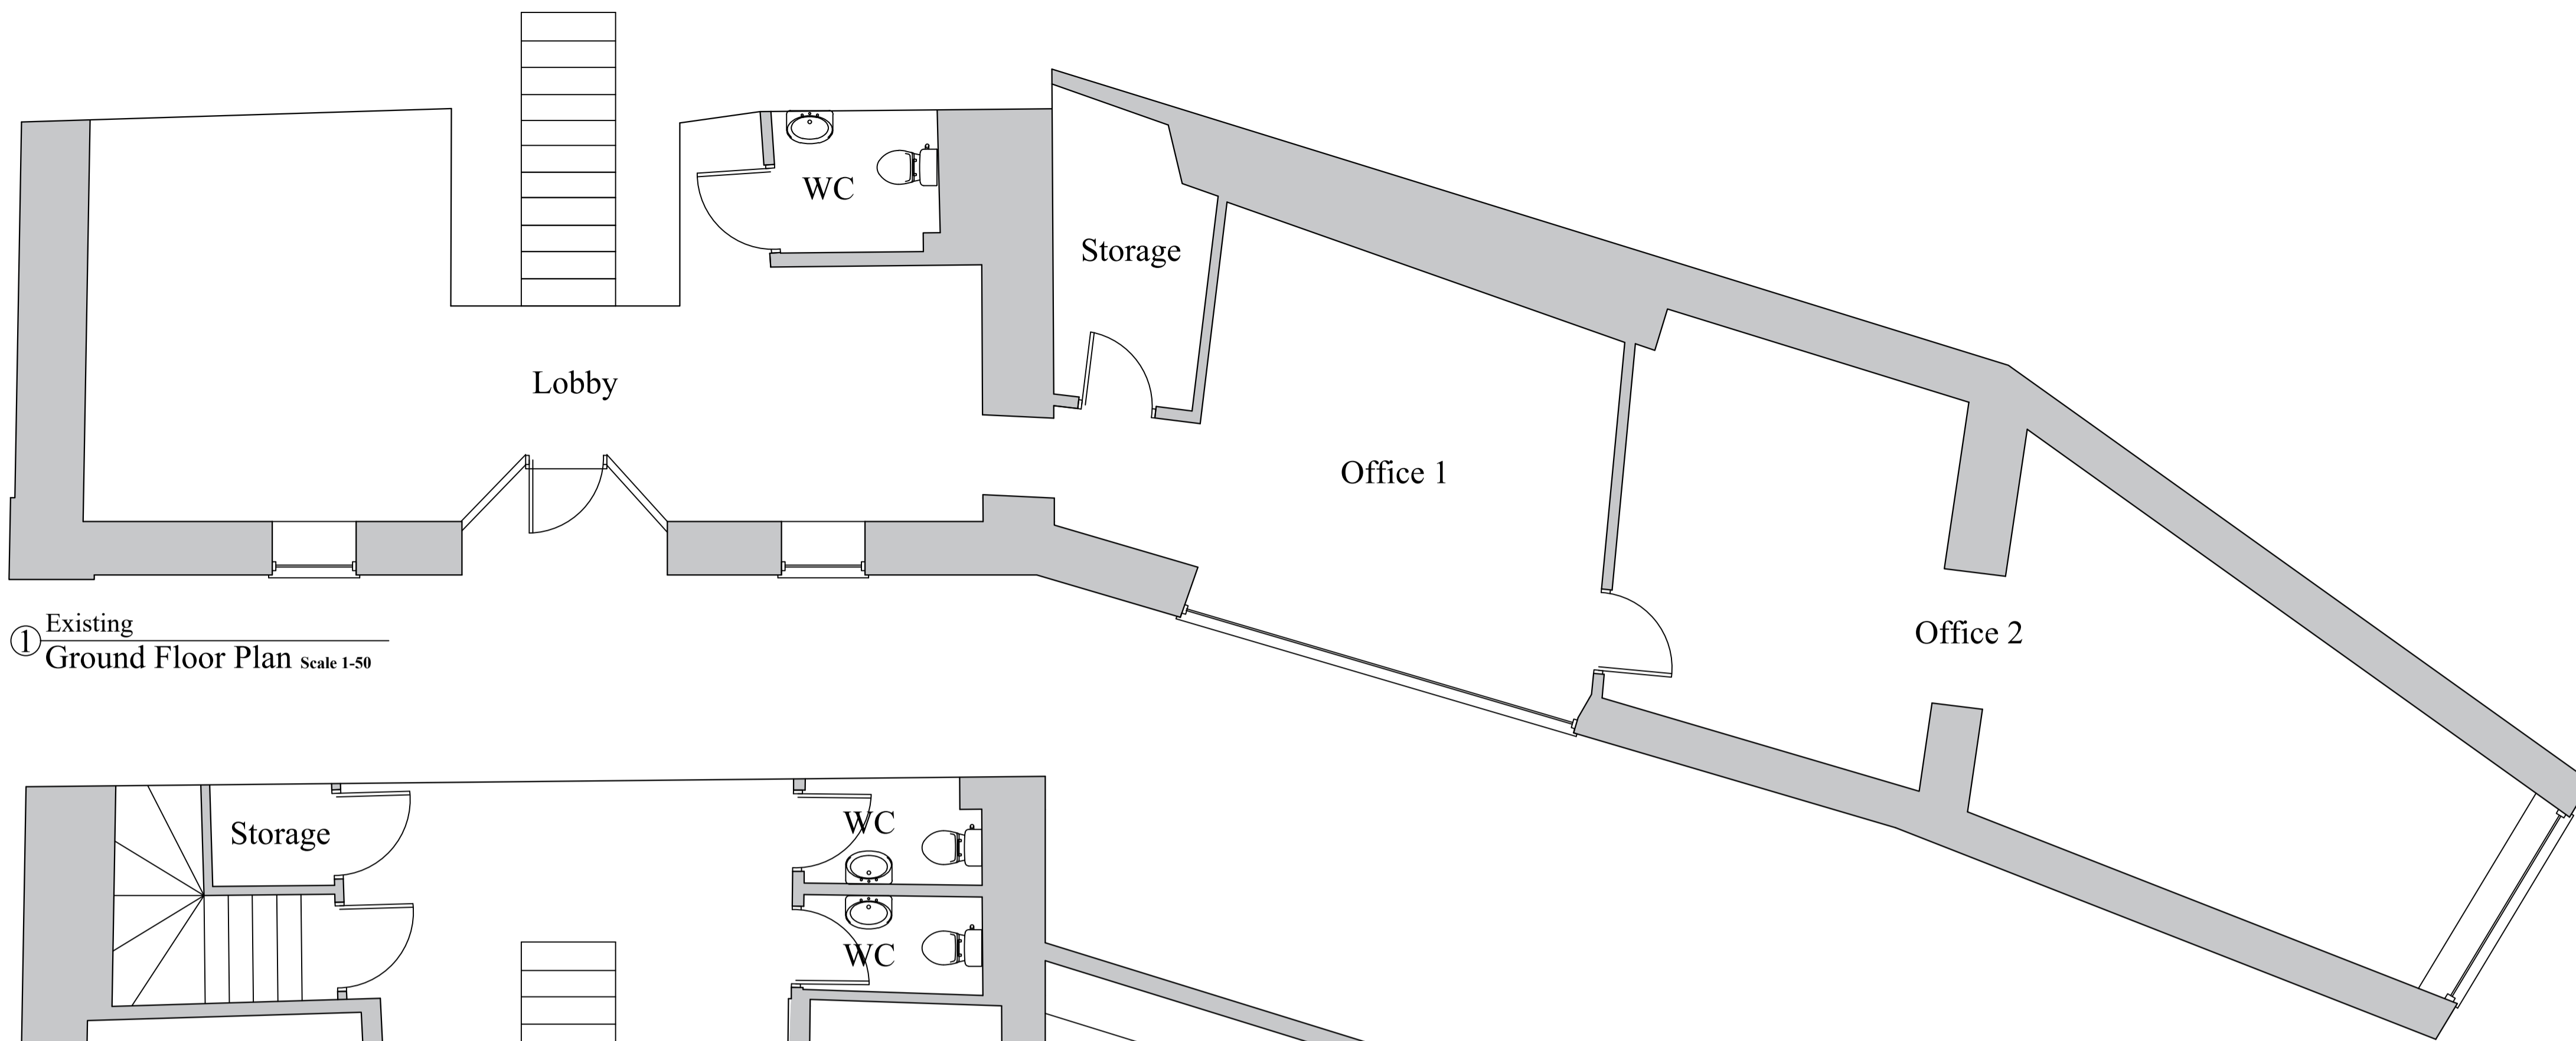 WC
Storage
Lobby
Office 1
Office 2
1 Existing
Ground Floor Plan Scale 1-50
WC
Storage
WC